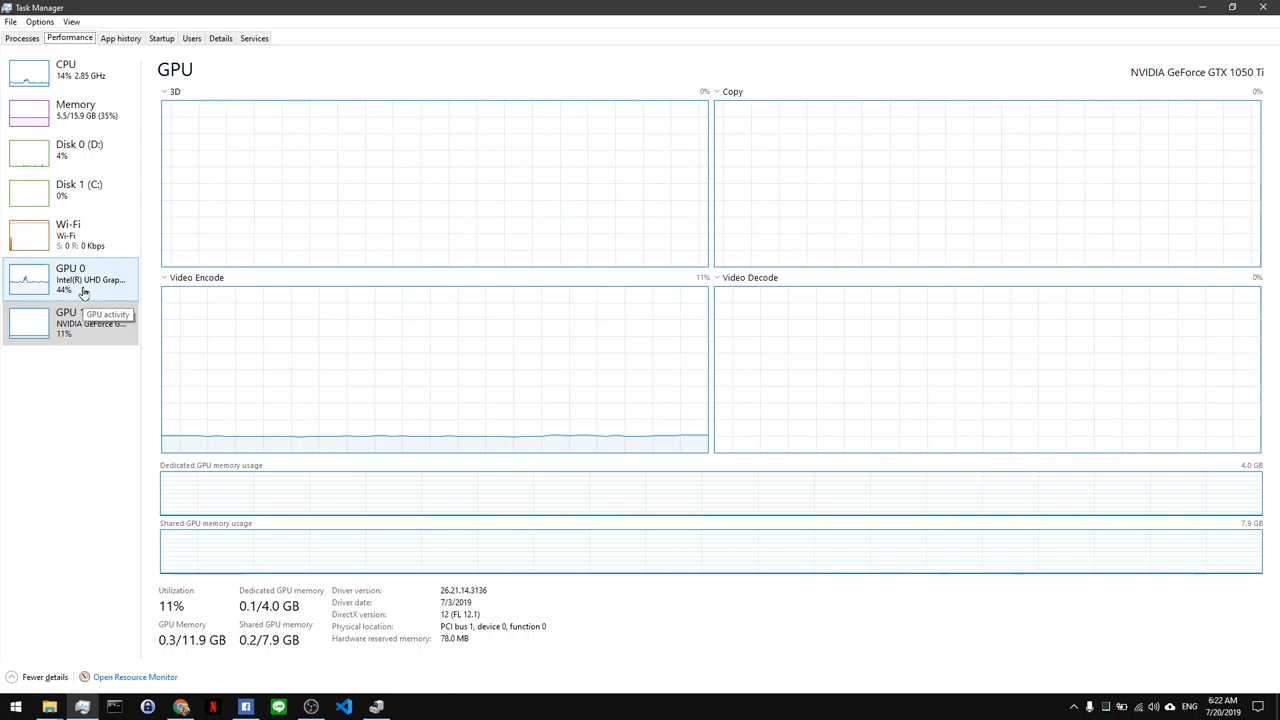 Task Manager
File Options View
Processes Performance App history Startup Users Details Services
CPU
14% 2.85 GHz
Memory
5.5/15.9 GB (35%)
Disk 0 (D:)
4%
Disk 1 (C:)
0%
Wi-Fi
Wi-Fi
S: 0 R: 0 Kbps
GPU 0
Intel(R) UHD Grap...
44%
GPU 1
GPU activity
NVIDIA GeForce G...
11%
GPU
NVIDIA GeForce GTX 1050 Ti
3D 0% Copy 0%
Video Encode 11% Video Decode 0%
Dedicated GPU memory usage 4.0 GB
Shared GPU memory usage 7.9 GB
Utilization
11%
Dedicated GPU memory
0.1/4.0 GB
GPU Memory
0.3/11.9 GB
Shared GPU memory
0.2/7.9 GB
Driver version: 26.21.14.3136
Driver date: 7/3/2019
DirectX version: 12 (FL 12.1)
Physical location: PCI bus 1, device 0, function 0
Hardware reserved memory: 78.0 MB
Fewer details Open Resource Monitor
ENG
6:22 AM
7/20/2019